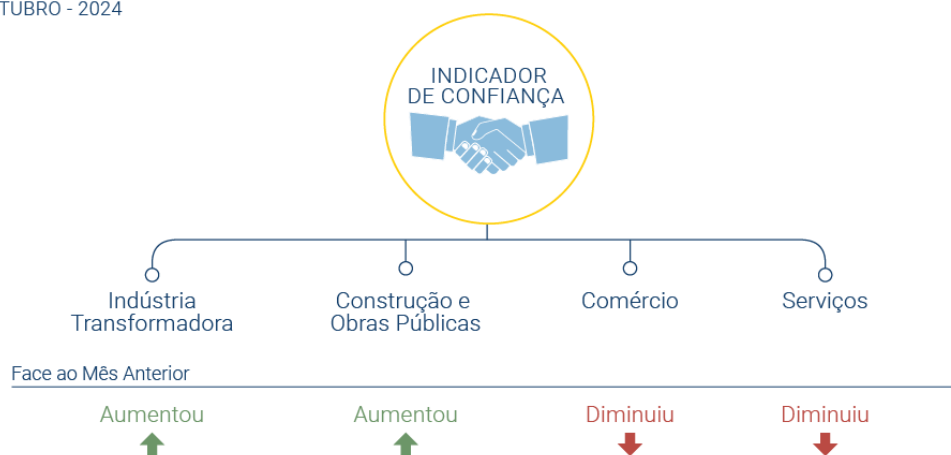 TUBRO - 2024
INDICADOR
DE CONFIANÇA
Indústria
Transformadora
Construção e
Obras Públicas
Comércio
Serviços
Face ao Mês Anterior
Aumentou
Aumentou
Diminuiu
Diminuiu